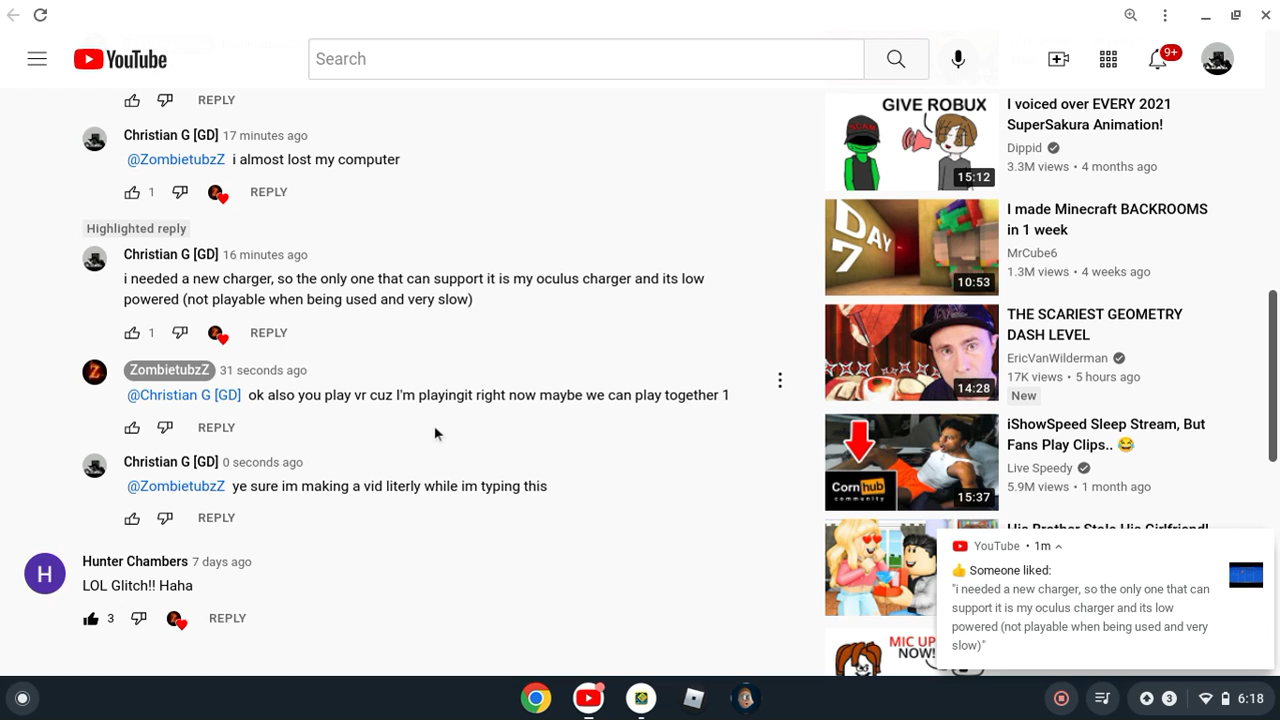 YouTube
Search
9+
REPLY
Christian G [GD] 17 minutes ago
@ZombietubzZ i almost lost my computer
1 REPLY
Highlighted reply
Christian G [GD] 16 minutes ago
i needed a new charger, so the only one that can support it is my oculus charger and its low
powered (not playable when being used and very slow)
1 REPLY
Z ZombietubzZ 31 seconds ago
@Christian G [GD] ok also you play vr cuz I'm playingit right now maybe we can play together 1
REPLY
Christian G [GD] 0 seconds ago
@ZombietubzZ ye sure im making a vid literly while im typing this
REPLY
H Hunter Chambers 7 days ago
LOL Glitch!! Haha
3 REPLY
GIVE ROBUX
15:12
I voiced over EVERY 2021
SuperSakura Animation!
Dippid
3.3M views • 4 months ago
DAY
7
10:53
I made Minecraft BACKROOMS
in 1 week
MrCube6
1.3M views • 4 weeks ago
14:28
THE SCARIEST GEOMETRY
DASH LEVEL
EricVanWilderman
17K views • 5 hours ago
New
Corn hub
community
15:37
iShowSpeed Sleep Stream, But
Fans Play Clips.. 😂
Live Speedy
5.9M views • 1 month ago
His Brother Stole His Girlfriend!
MIC UP
NOW!
YouTube • 1m
👍 Someone liked:
"i needed a new charger, so the only one that can
support it is my oculus charger and its low
powered (not playable when being used and very
slow)"
3 6:18